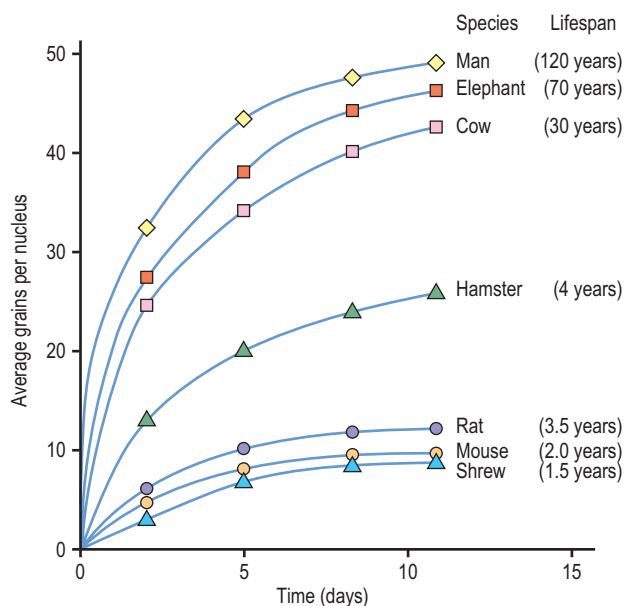 Species Lifespan
50
Man (120 years)
Elephant (70 years)
Cow (30 years)
40
30
Average grains per nucleus
Hamster (4 years)
20
Rat (3.5 years)
10
Mouse (2.0 years)
Shrew (1.5 years)
0
0 5 10 15
Time (days)